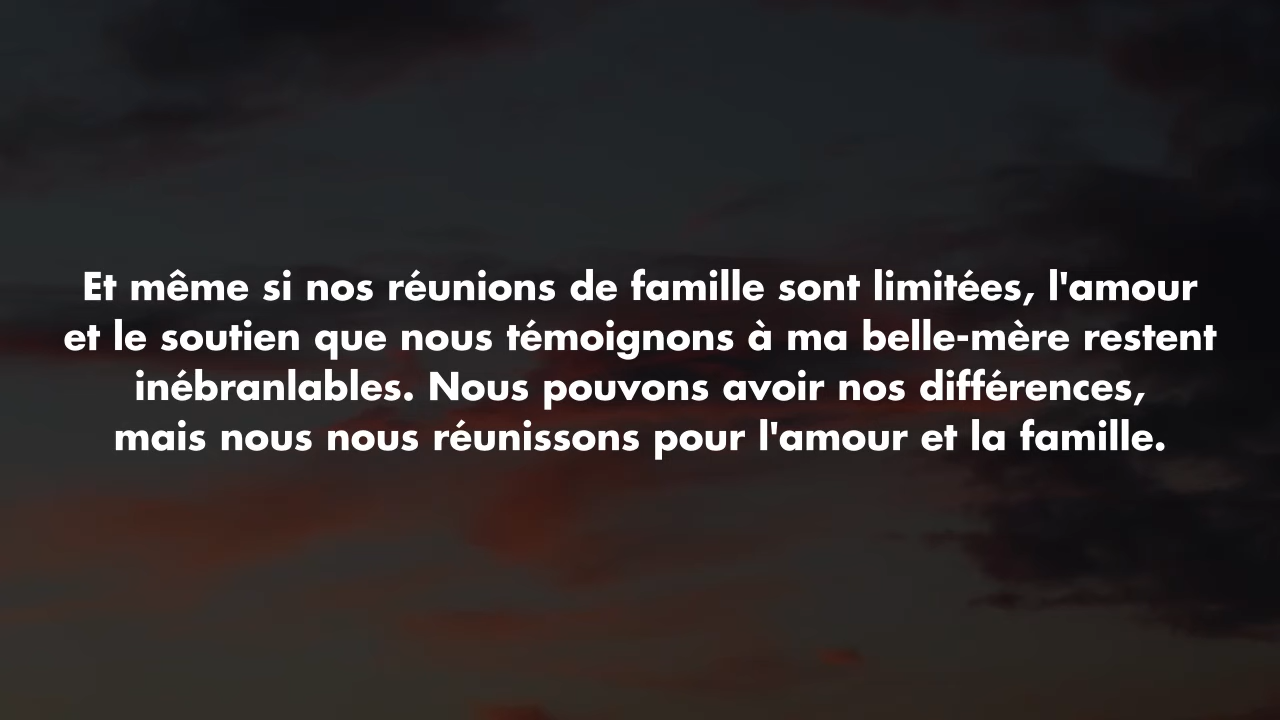 Et même si nos réunions de famille sont limitées, l'amour
et le soutien que nous témoignons à ma belle-mère restent
inébranlables. Nous pouvons avoir nos différences,
mais nous nous réunissons pour l'amour et la famille.